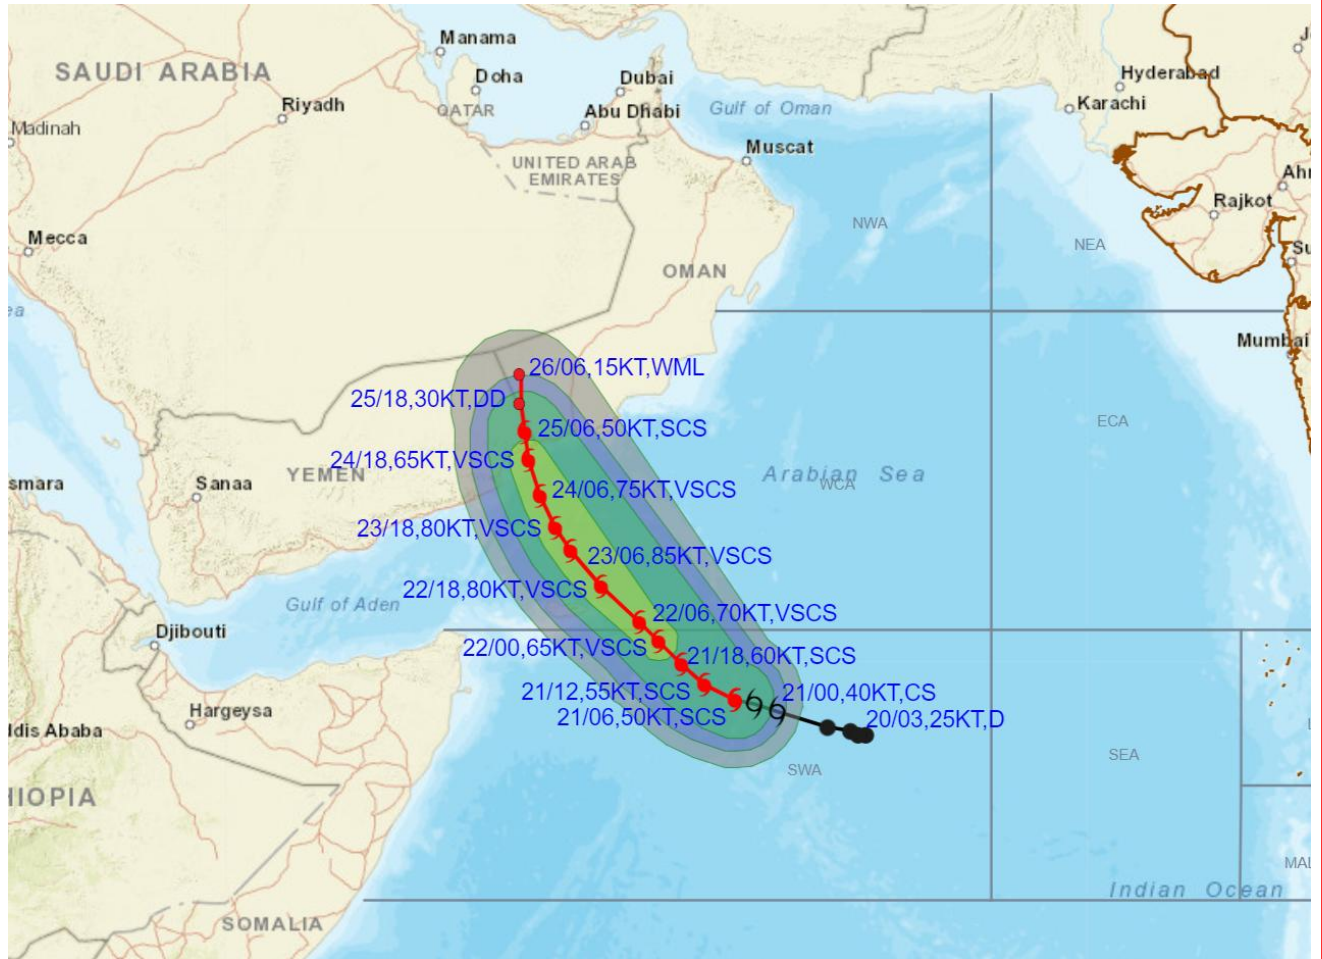 Manama
SAUDI ARABIA
Doha
Dubai
Hyderabad
Riyadh
QATAR
Abu Dhabi
Gulf of Oman
Karachi
Madinah
Muscat
UNITED ARAB
EMIRATES
Rajkot
NWA
NEA
Mecca
OMAN
Mumbai
26/06,15KT,WML
25/18,30KT,DD
25/06,50KT,SCS
ECA
24/18,65KT,VSCS
YEMEN
Arabian Sea
WCA
smara
Sanaa
24/06,75KT,VSCS
23/18,80KT,VSCS
23/06,85KT,VSCS
22/18,80KT,VSCS
Gulf of Aden
22/06,70KT,VSCS
Djibouti
22/00,65KT,VSCS
21/18,60KT,SCS
21/12,55KT,SCS
21/00,40KT,CS
Hargeysa
21/06,50KT,SCS
20/03,25KT,D
ddis Ababa
SWA
SEA
HIOPIA
MAL
Indian Ocean
SOMALIA